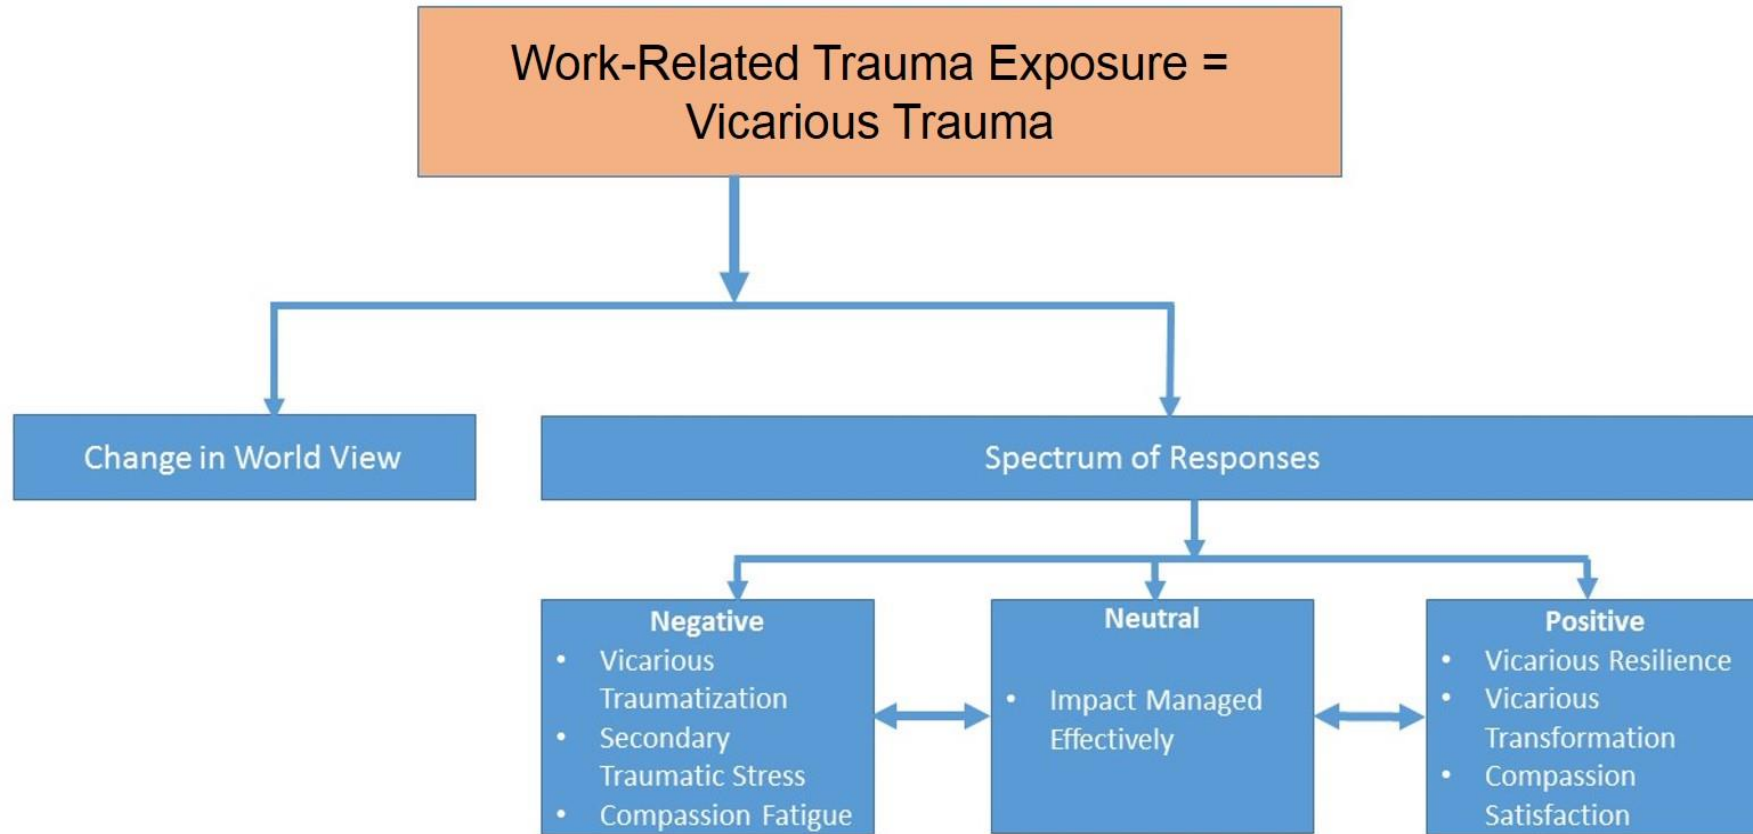 Work-Related Trauma Exposure =
Vicarious Trauma
Change in World View
Spectrum of Responses
Negative
• Vicarious
Traumatization
• Secondary
Traumatic Stress
• Compassion Fatigue
Neutral
• Impact Managed
Effectively
Positive
• Vicarious Resilience
• Vicarious
Transformation
• Compassion
Satisfaction